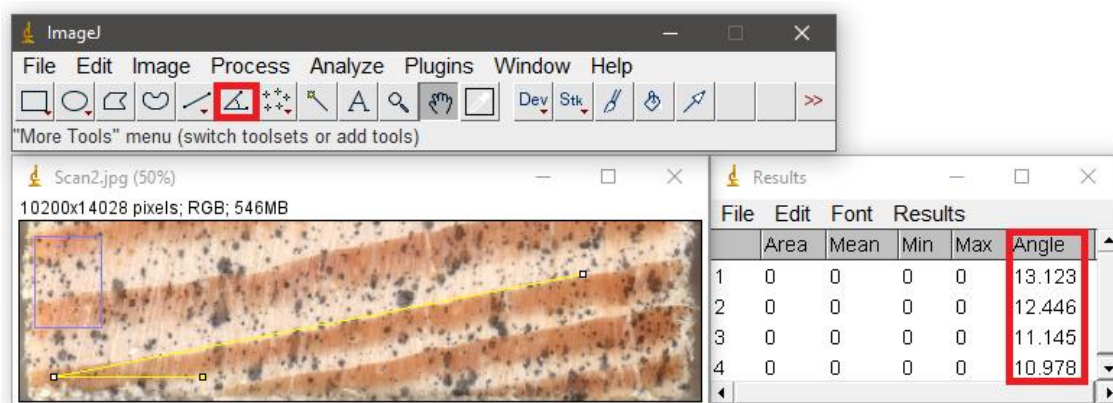 ImageJ
File Edit Image Process Analyze Plugins Window Help
A Dev Stk >>
"More Tools" menu (switch toolsets or add tools)
Scan2.jpg (50%)
10200x14028 pixels; RGB; 546MB
Results
File Edit Font Results
Area Mean Min Max Angle
1 0 0 0 0 13.123
2 0 0 0 0 12.446
3 0 0 0 0 11.145
4 0 0 0 0 10.978